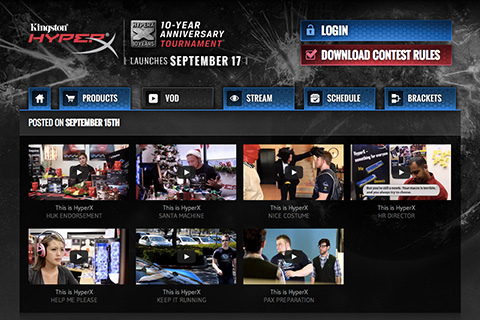 Kingston
HYPERX
HYPERX
10 YEARS
10-YEAR
ANNIVERSARY
TOURNAMENT
LAUNCHES SEPTEMBER 17
LOGIN
DOWNLOAD CONTEST RULES
PRODUCTS
VOD
STREAM
SCHEDULE
BRACKETS
POSTED ON SEPTEMBER 15TH
This is HyperX
HUK ENDORSEMENT
This is HyperX
SANTA MACHINE
This is HyperX
NICE COSTUME
This is HyperX
HR DIRECTOR
This is HyperX
HELP ME PLEASE
This is HyperX
KEEP IT RUNNING
This is HyperX
PAX PREPARATION